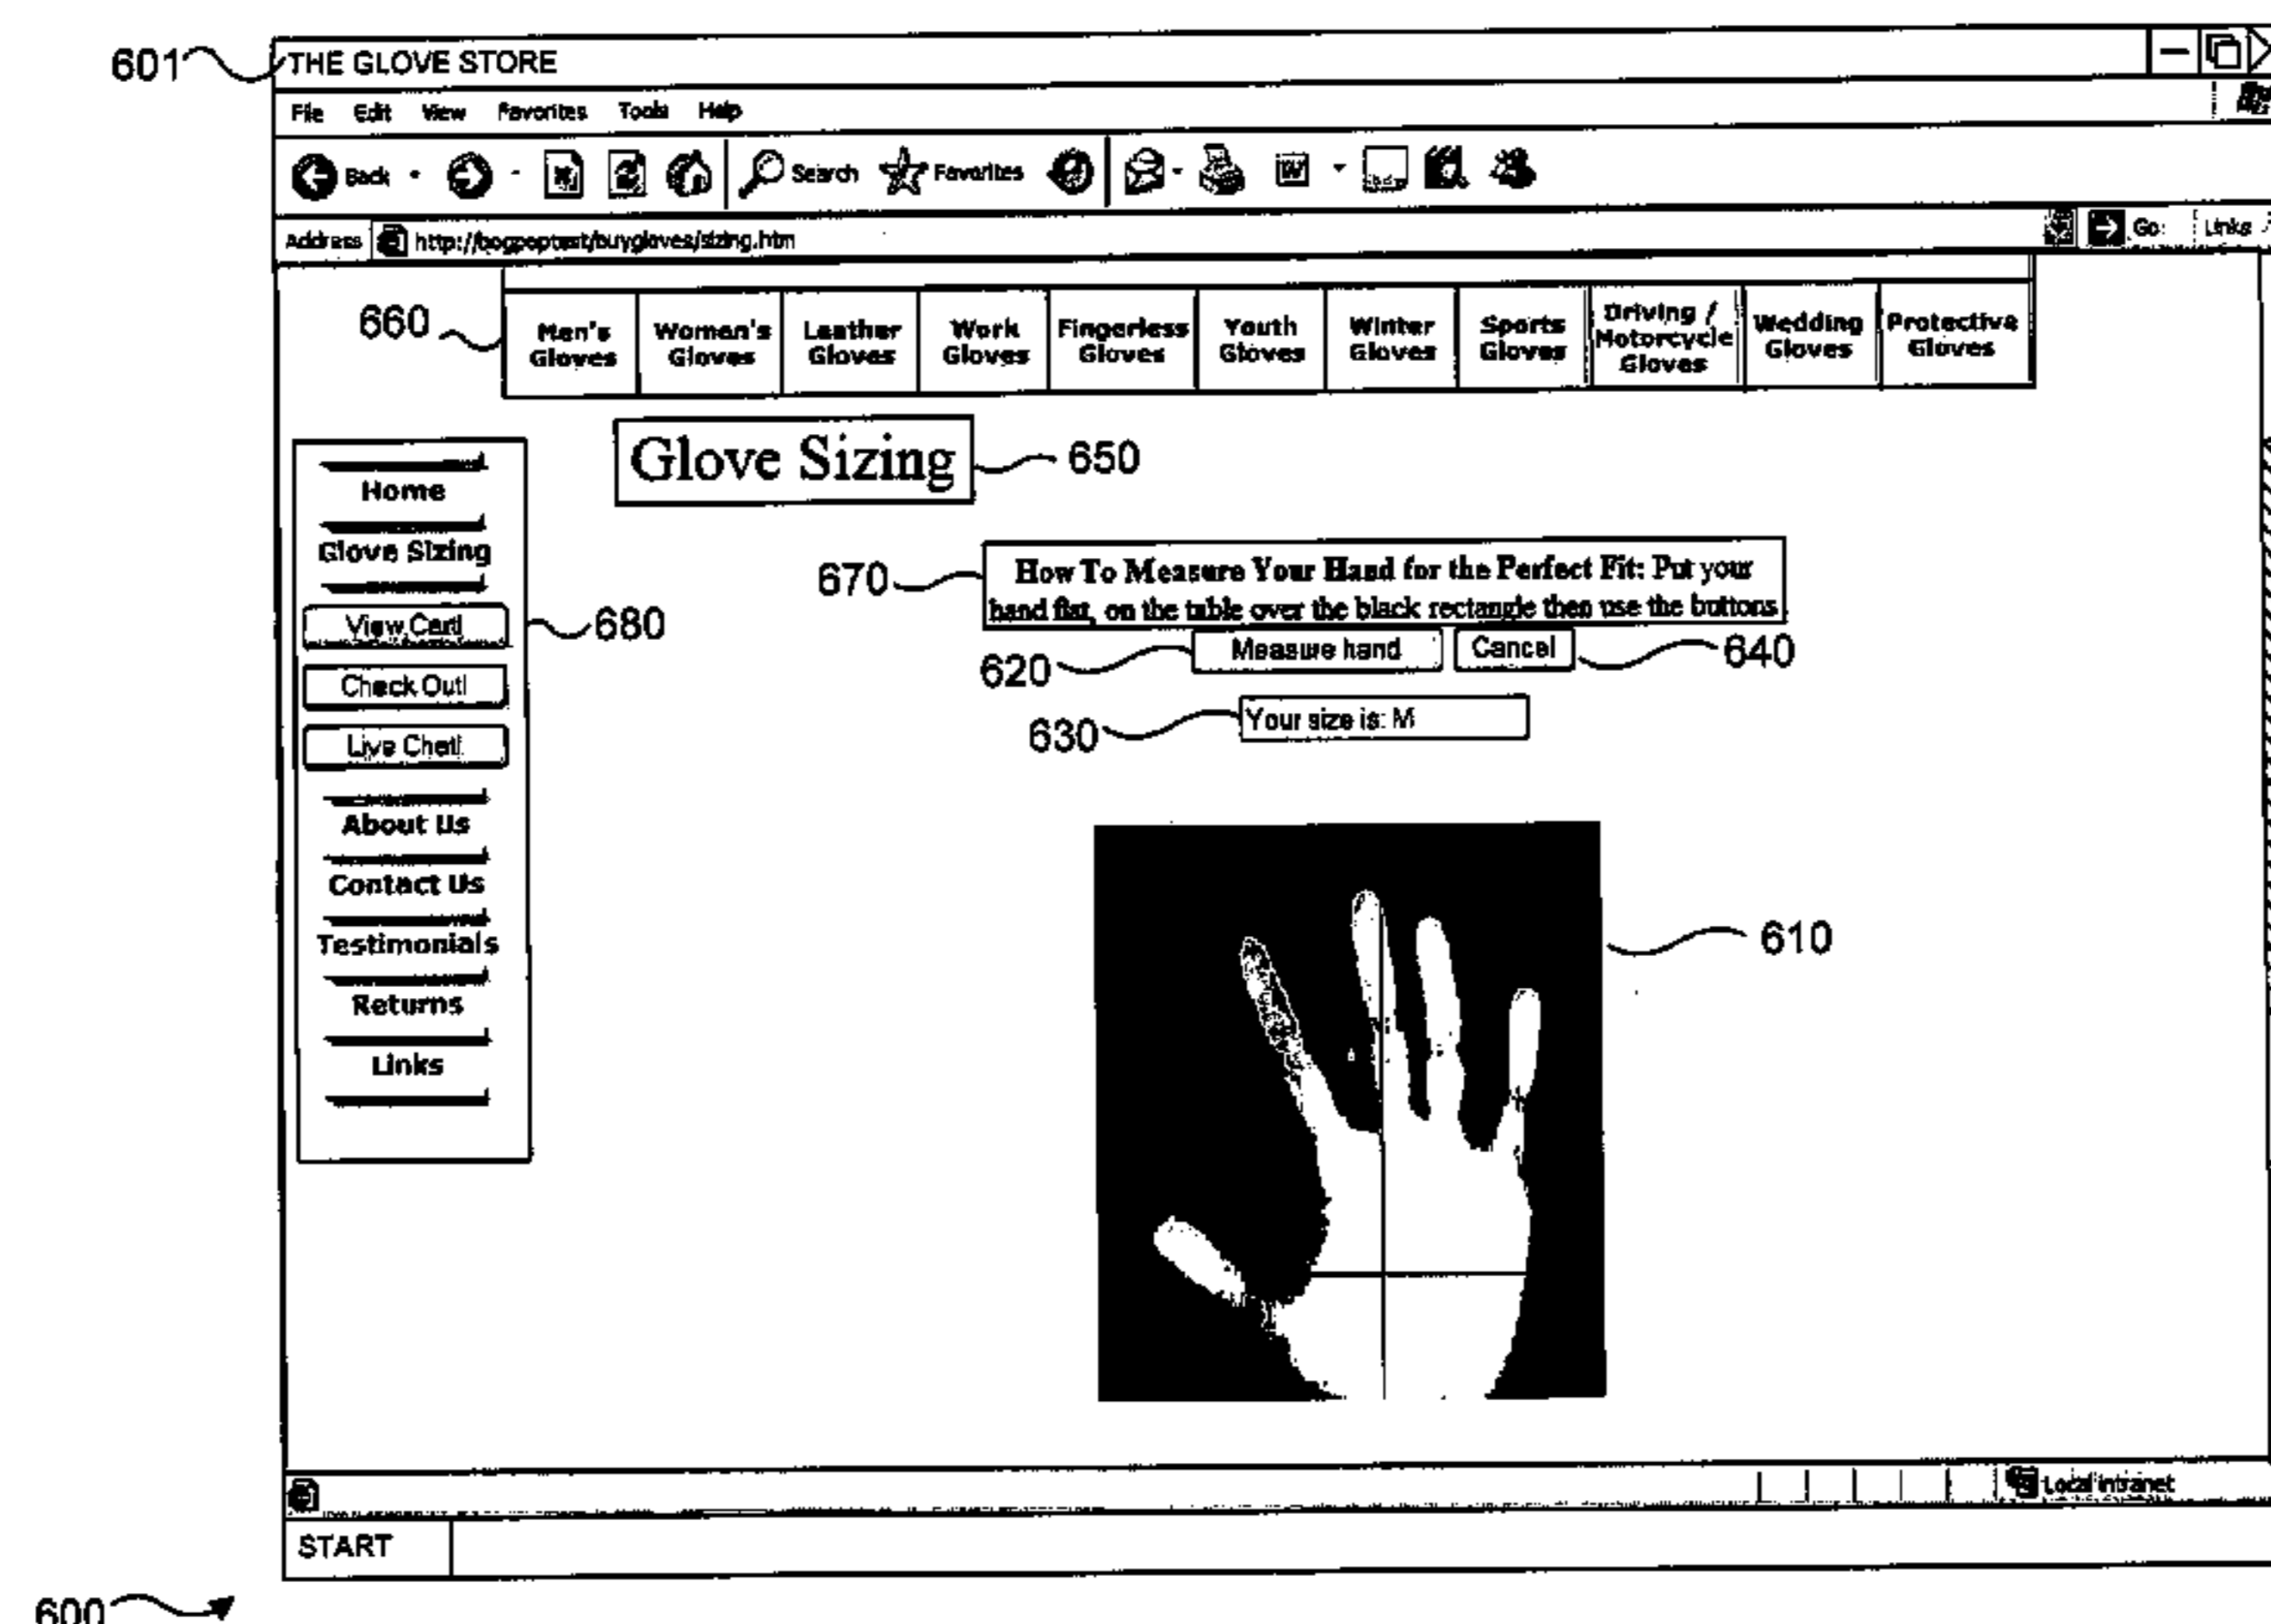 601 THE GLOVE STORE
File Edit View Favorites Tools Help
Back Search Favorites W
Address Go Links
660
Men's Gloves
Women's Gloves
Leather Gloves
Work Gloves
Fingerless Gloves
Youth Gloves
Winter Gloves
Sports Gloves
Driving / Motorcycle Gloves
Wedding Gloves
Protective Gloves
Glove Sizing 650
Home
Glove Sizing
View Cart!
Check Out!
Live Chat!
About Us
Contact Us
Testimonials
Returns
Links
680
670 How To Measure Your Hand for the Perfect Fit: Put your
hand flat, on the table over the black rectangle then use the buttons
620 Measure hand Cancel 640
630 Your size is: M
610
Local intranet
START
600